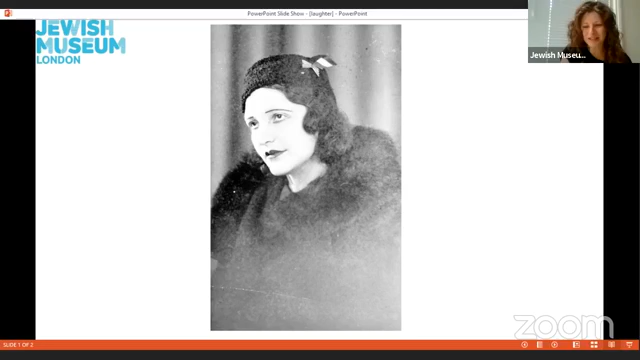 PowerPoint Slide Show - [laughter] - PowerPoint
JEWISH
MUSEUM
LONDON
Jewish Museu...
SLIDE 1 OF 2
zoom